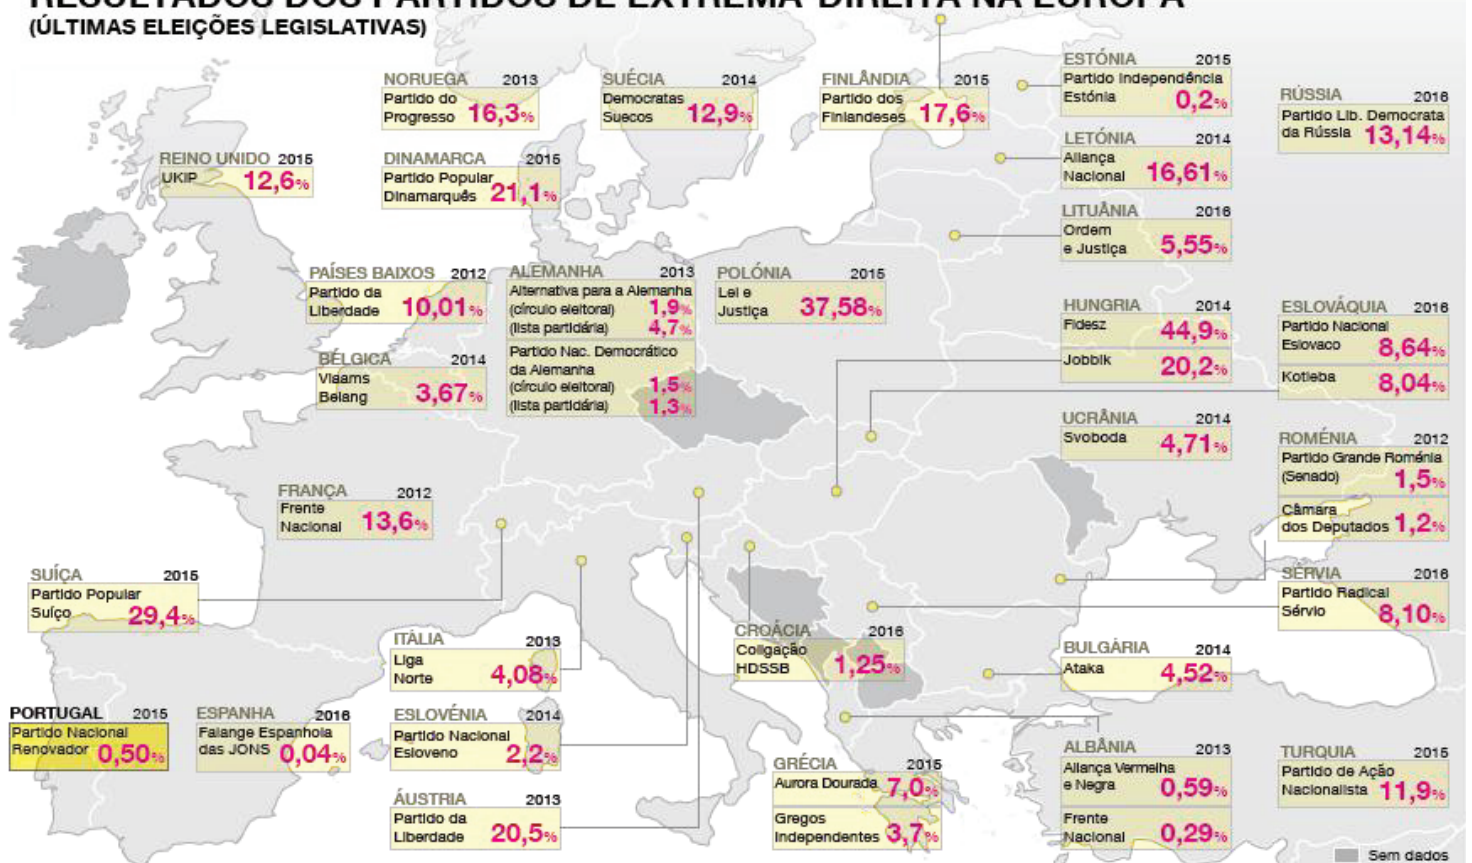 RESULTADOS DOS PARTIDOS DE EXTREMA-DIREITA NA EUROPA
(ÚLTIMAS ELEIÇÕES LEGISLATIVAS)
NORUEGA 2013
Partido do
Progresso 16,3%
SUÉCIA 2014
Democratas
Suecos 12,9%
FINLÂNDIA 2015
Partido dos
Finlandeses 17,6%
ESTÓNIA 2015
Partido Independência
Estónia 0,2%
RÚSSIA 2016
Partido Lib. Democrata
da Rússia 13,14%
REINO UNIDO 2015
UKIP 12,6%
DINAMARCA 2015
Partido Popular
Dinamarquês 21,1%
LETÓNIA 2014
Aliança
Nacional 16,61%
LITUÂNIA 2016
Ordem
e Justiça 5,55%
PAÍSES BAIXOS 2012
Partido da
Liberdade 10,01%
ALEMANHA 2013
Alternativa para a Alemanha
(círculo eleitoral) 1,9%
(lista partidária) 4,7%
Partido Nac. Democrático
da Alemanha
(círculo eleitoral) 1,5%
(lista partidária) 1,3%
POLÓNIA 2015
Lei e
Justiça 37,58%
HUNGRIA 2014
Fidesz 44,9%
Jobbik 20,2%
ESLOVÁQUIA 2016
Partido Nacional
Eslovaco 8,64%
Kotleba 8,04%
BÉLGICA 2014
Vlaams
Belang 3,67%
UCRÂNIA 2014
Svoboda 4,71%
ROMÉNIA 2012
Partido Grande Roménia
(Senado) 1,5%
Câmara
dos Deputados 1,2%
FRANÇA 2012
Frente
Nacional 13,6%
SUÍÇA 2015
Partido Popular
Suíço 29,4%
SÉRVIA 2016
Partido Radical
Sérvio 8,10%
ITÁLIA 2013
Liga
Norte 4,08%
CROÁCIA 2016
Coligação
HDSSB 1,25%
BULGÁRIA 2014
Ataka 4,52%
PORTUGAL 2015
Partido Nacional
Renovador 0,50%
ESPANHA 2016
Falange Espanhola
das JONS 0,04%
ESLOVÉNIA 2014
Partido Nacional
Esloveno 2,2%
GRÉCIA 2015
Aurora Dourada 7,0%
Gregos
Independentes 3,7%
ALBÂNIA 2013
Aliança Vermelha
e Negra 0,59%
Frente
Nacional 0,29%
TURQUIA 2015
Partido de Ação
Nacionalista 11,9%
ÁUSTRIA 2013
Partido da
Liberdade 20,5%
Sem dados